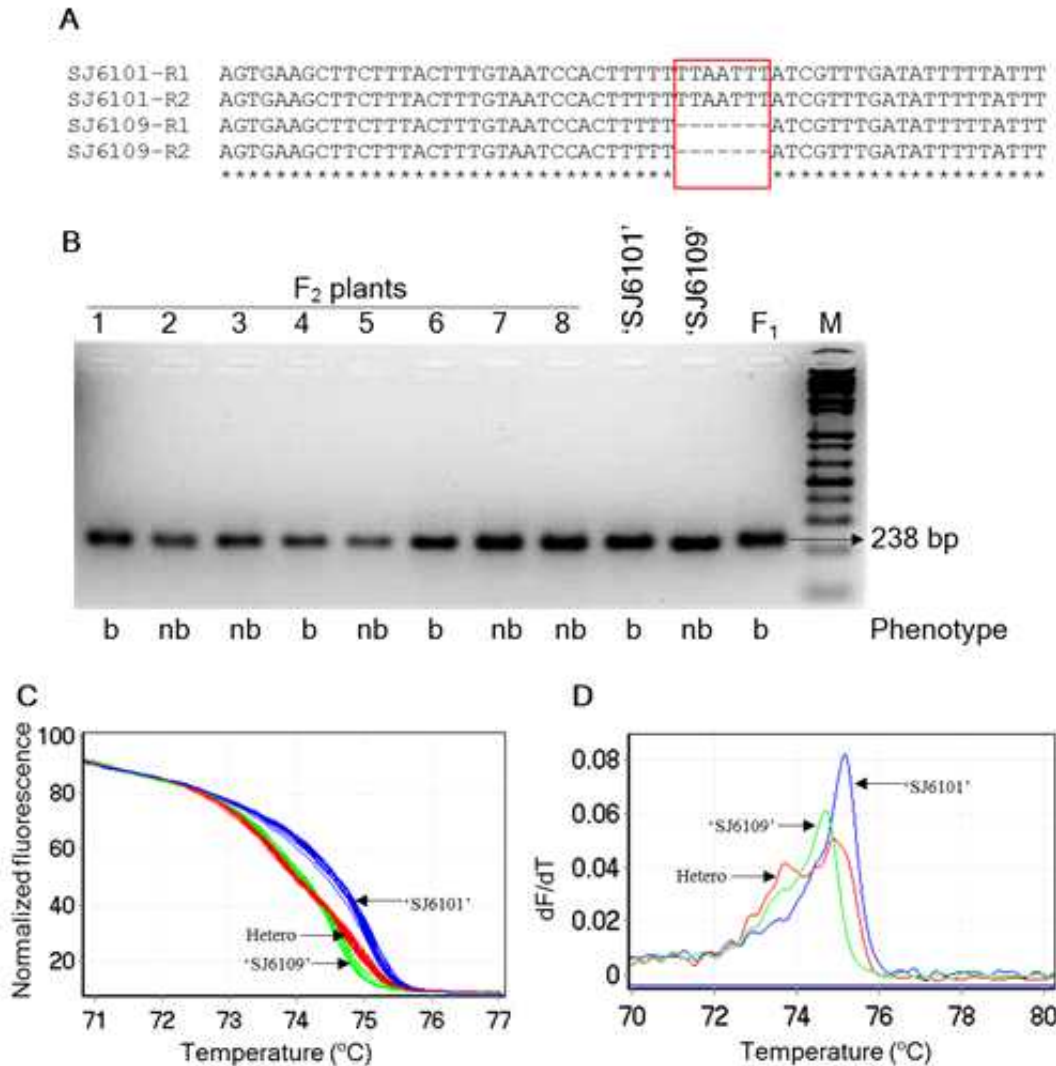 A
SJ6101-R1 AGTGAAGCTTCTTTACTTTGTAATCCACTTTTTTTAATTTATCGTTTGATATTTTTATTT
SJ6101-R2 AGTGAAGCTTCTTTACTTTGTAATCCACTTTTTTTAATTTATCGTTTGATATTTTTATTT
SJ6109-R1 AGTGAAGCTTCTTTACTTTGTAATCCACTTTTT-------ATCGTTTGATATTTTTATTT
SJ6109-R2 AGTGAAGCTTCTTTACTTTGTAATCCACTTTTT-------ATCGTTTGATATTTTTATTT
********************************* ********************
B
F2 plants
1 2 3 4 5 6 7 8 'SJ6101' 'SJ6109' F1 M
238 bp
b nb nb b nb b nb nb b nb b Phenotype
C
Normalized fluorescence
100
80
60
40
20
'SJ6101'
Hetero
'SJ6109'
71 72 73 74 75 76 77
Temperature (°C)
D
dF/dT
0.08
0.06
0.04
0.02
0
'SJ6101'
'SJ6109'
Hetero
70 72 74 76 78 80
Temperature (°C)